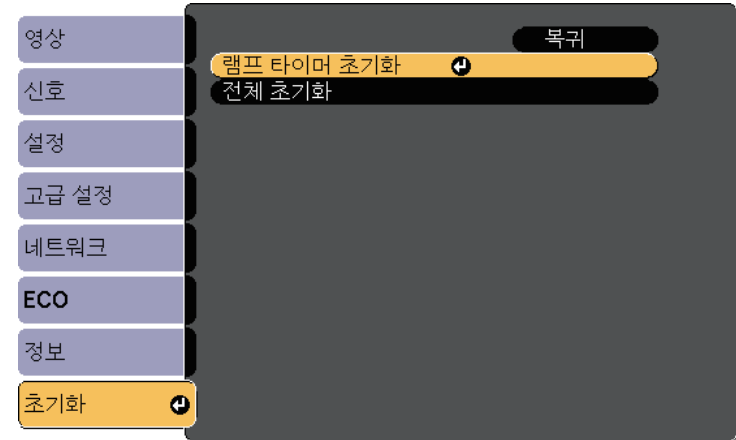 영상
신호
설정
고급 설정
네트워크
ECO
정보
초기화
복귀
램프 타이머 초기화
전체 초기화